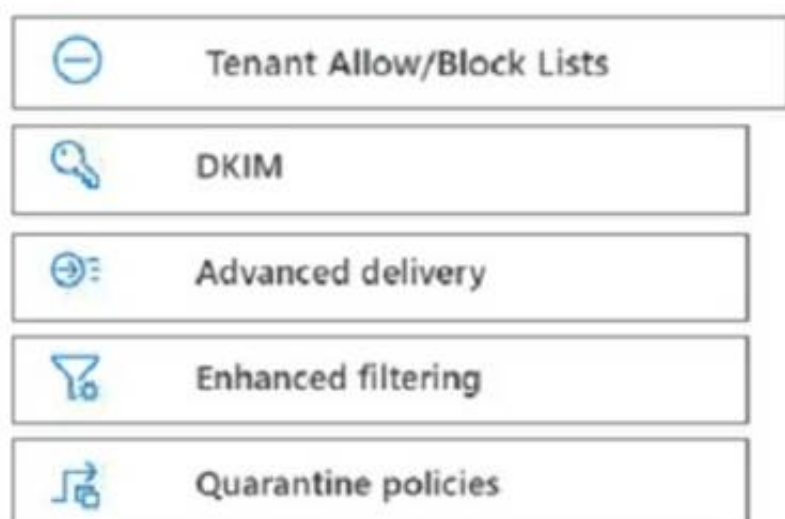 Tenant Allow/Block Lists
DKIM
Advanced delivery
Enhanced filtering
Quarantine policies